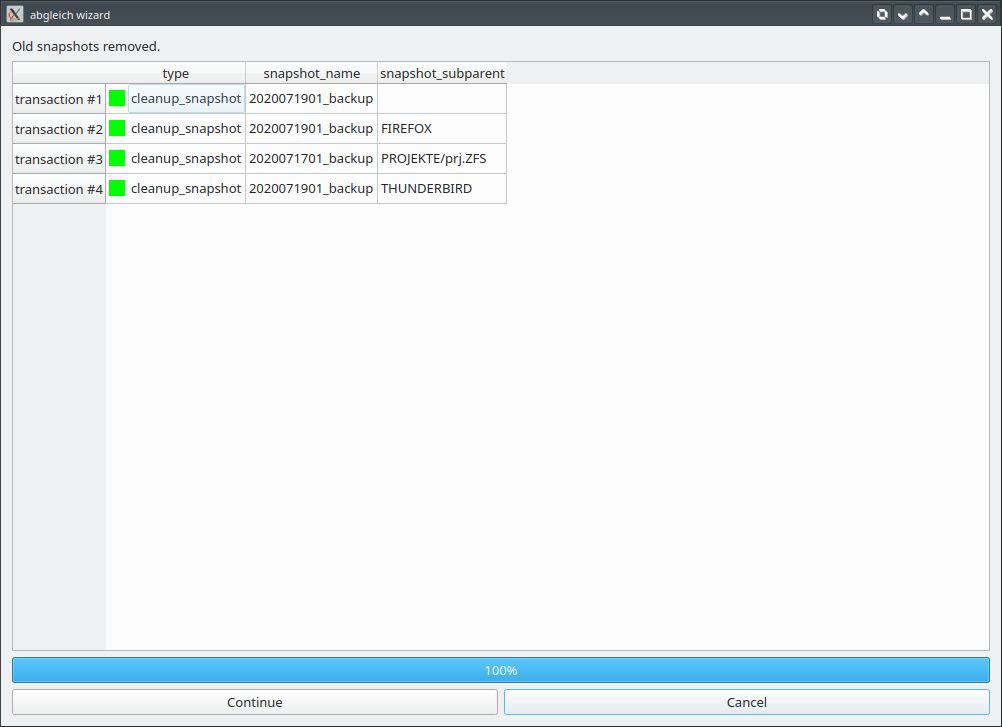 abgleich wizard
Old snapshots removed.
type snapshot_name snapshot_subparent
transaction #1 cleanup_snapshot 2020071901_backup
transaction #2 cleanup_snapshot 2020071901_backup FIREFOX
transaction #3 cleanup_snapshot 2020071701_backup PROJEKTE/prj.ZFS
transaction #4 cleanup_snapshot 2020071901_backup THUNDERBIRD
100%
Continue Cancel